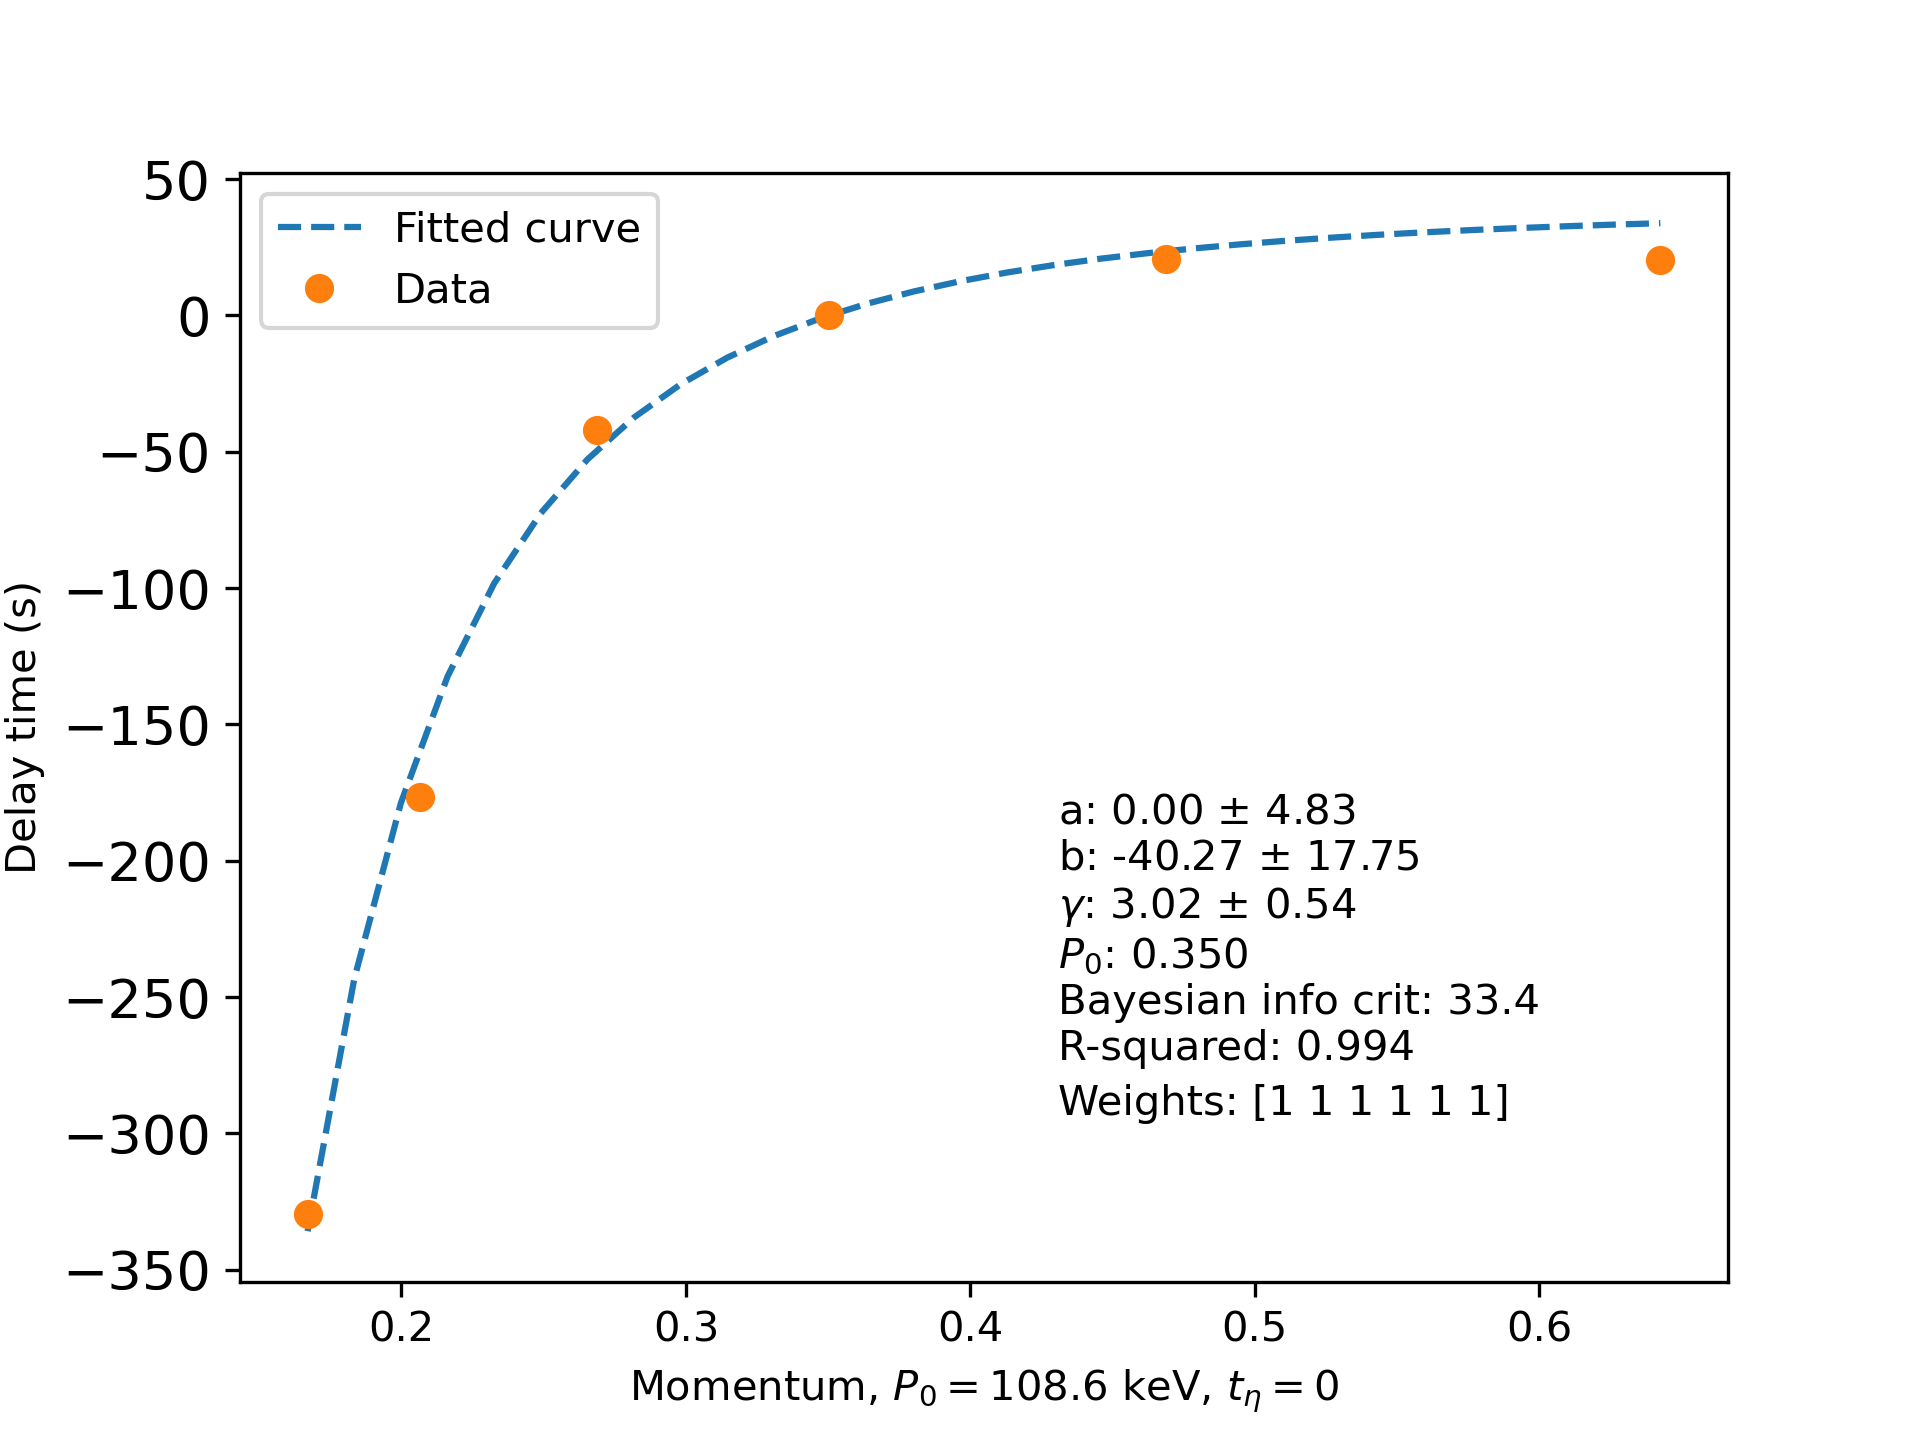 50
0
−50
−100
−150
−200
−250
−300
−350
Delay time (s)
Fitted curve
Data
a: 0.00 ± 4.83
b: -40.27 ± 17.75
γ: 3.02 ± 0.54
P₀: 0.350
Bayesian info crit: 33.4
R-squared: 0.994
Weights: [1 1 1 1 1 1]
0.2 0.3 0.4 0.5 0.6
Momentum, P₀ = 108.6 keV, tη = 0